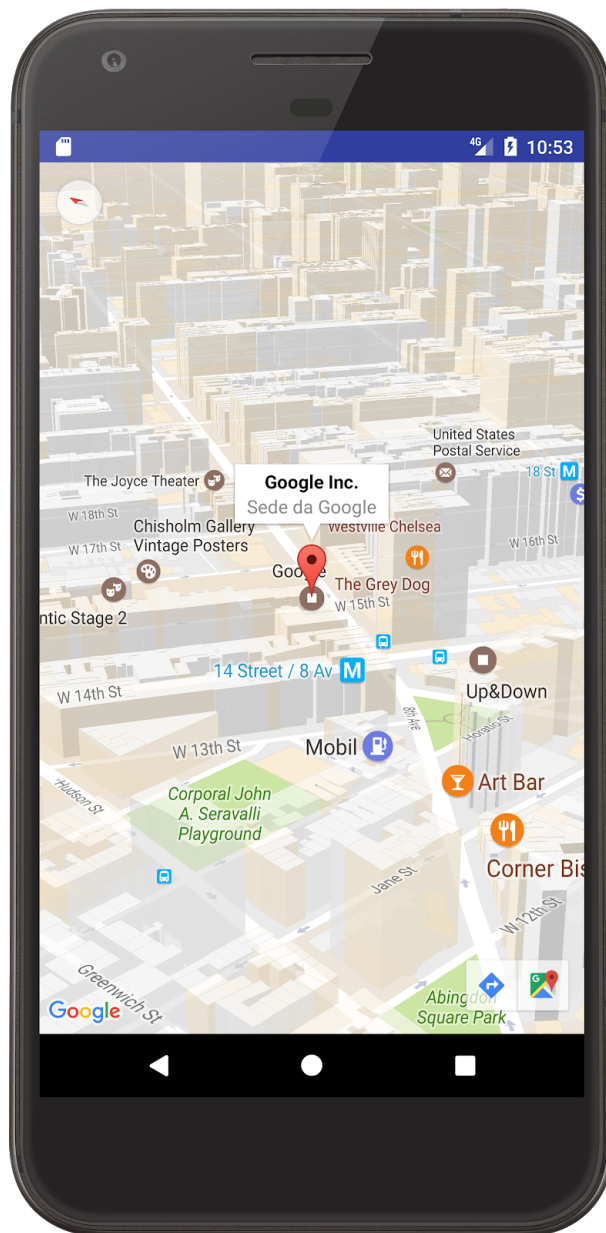 4G
10:53
United States
Postal Service
18 St M
The Joyce Theater
Google Inc.
Sede da Google
$
W 18th St
Chisholm Gallery
Vintage Posters
Westville Chelsea
W 16th St
W 17th St
Google
The Grey Dog
W 15th St
ntic Stage 2
14 Street / 8 Av M
Up&Down
W 14th St
8th Ave
Horatio St
W 13th St
Mobil
Hudson St
Corporal John
A. Seravalli
Playground
Art Bar
Corner Bis
Jane St
W 12th St
Greenwich St
Google
Abingdon
Square Park
G